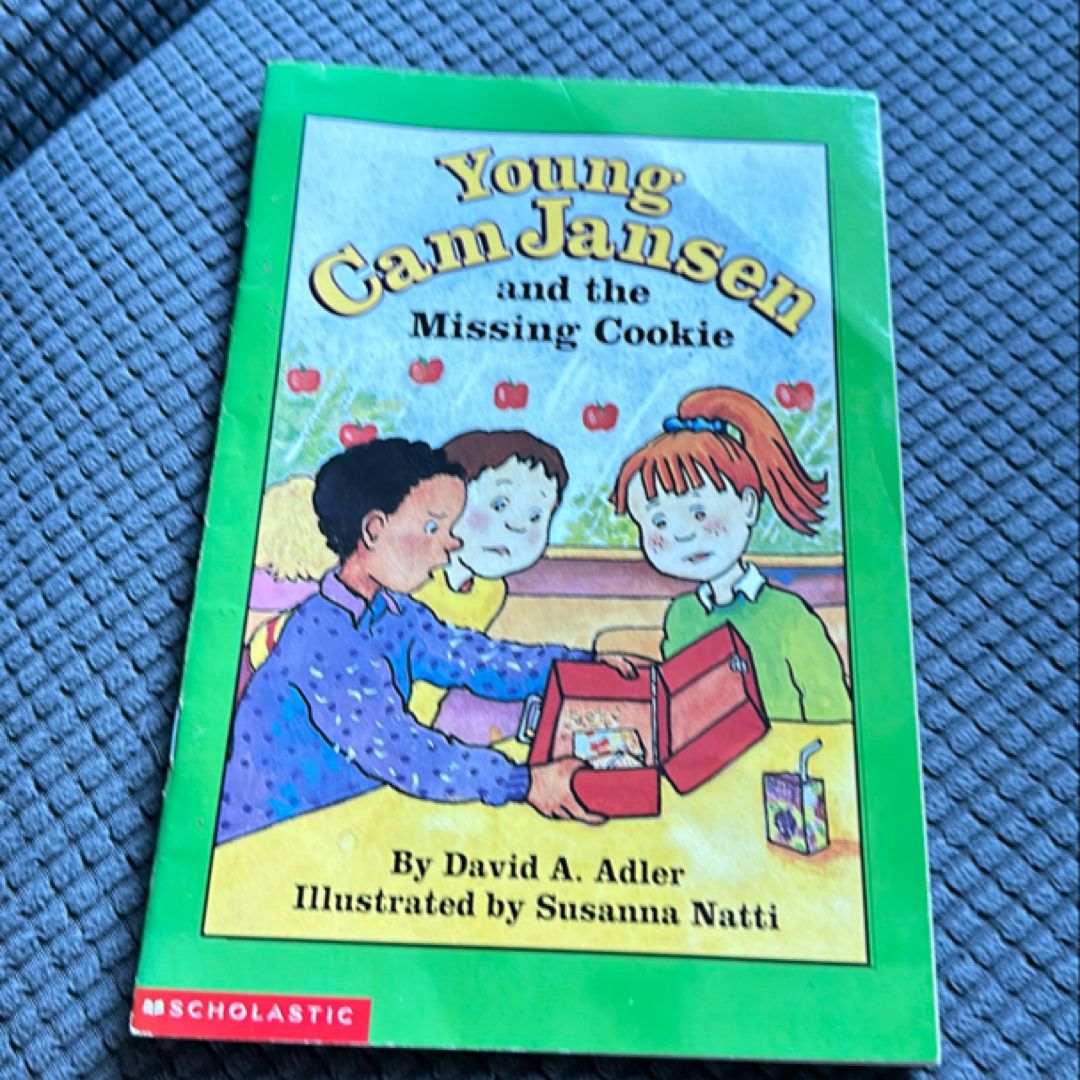 Young
Cam Jansen
and the
Missing Cookie
By David A. Adler
Illustrated by Susanna Natti
SCHOLASTIC